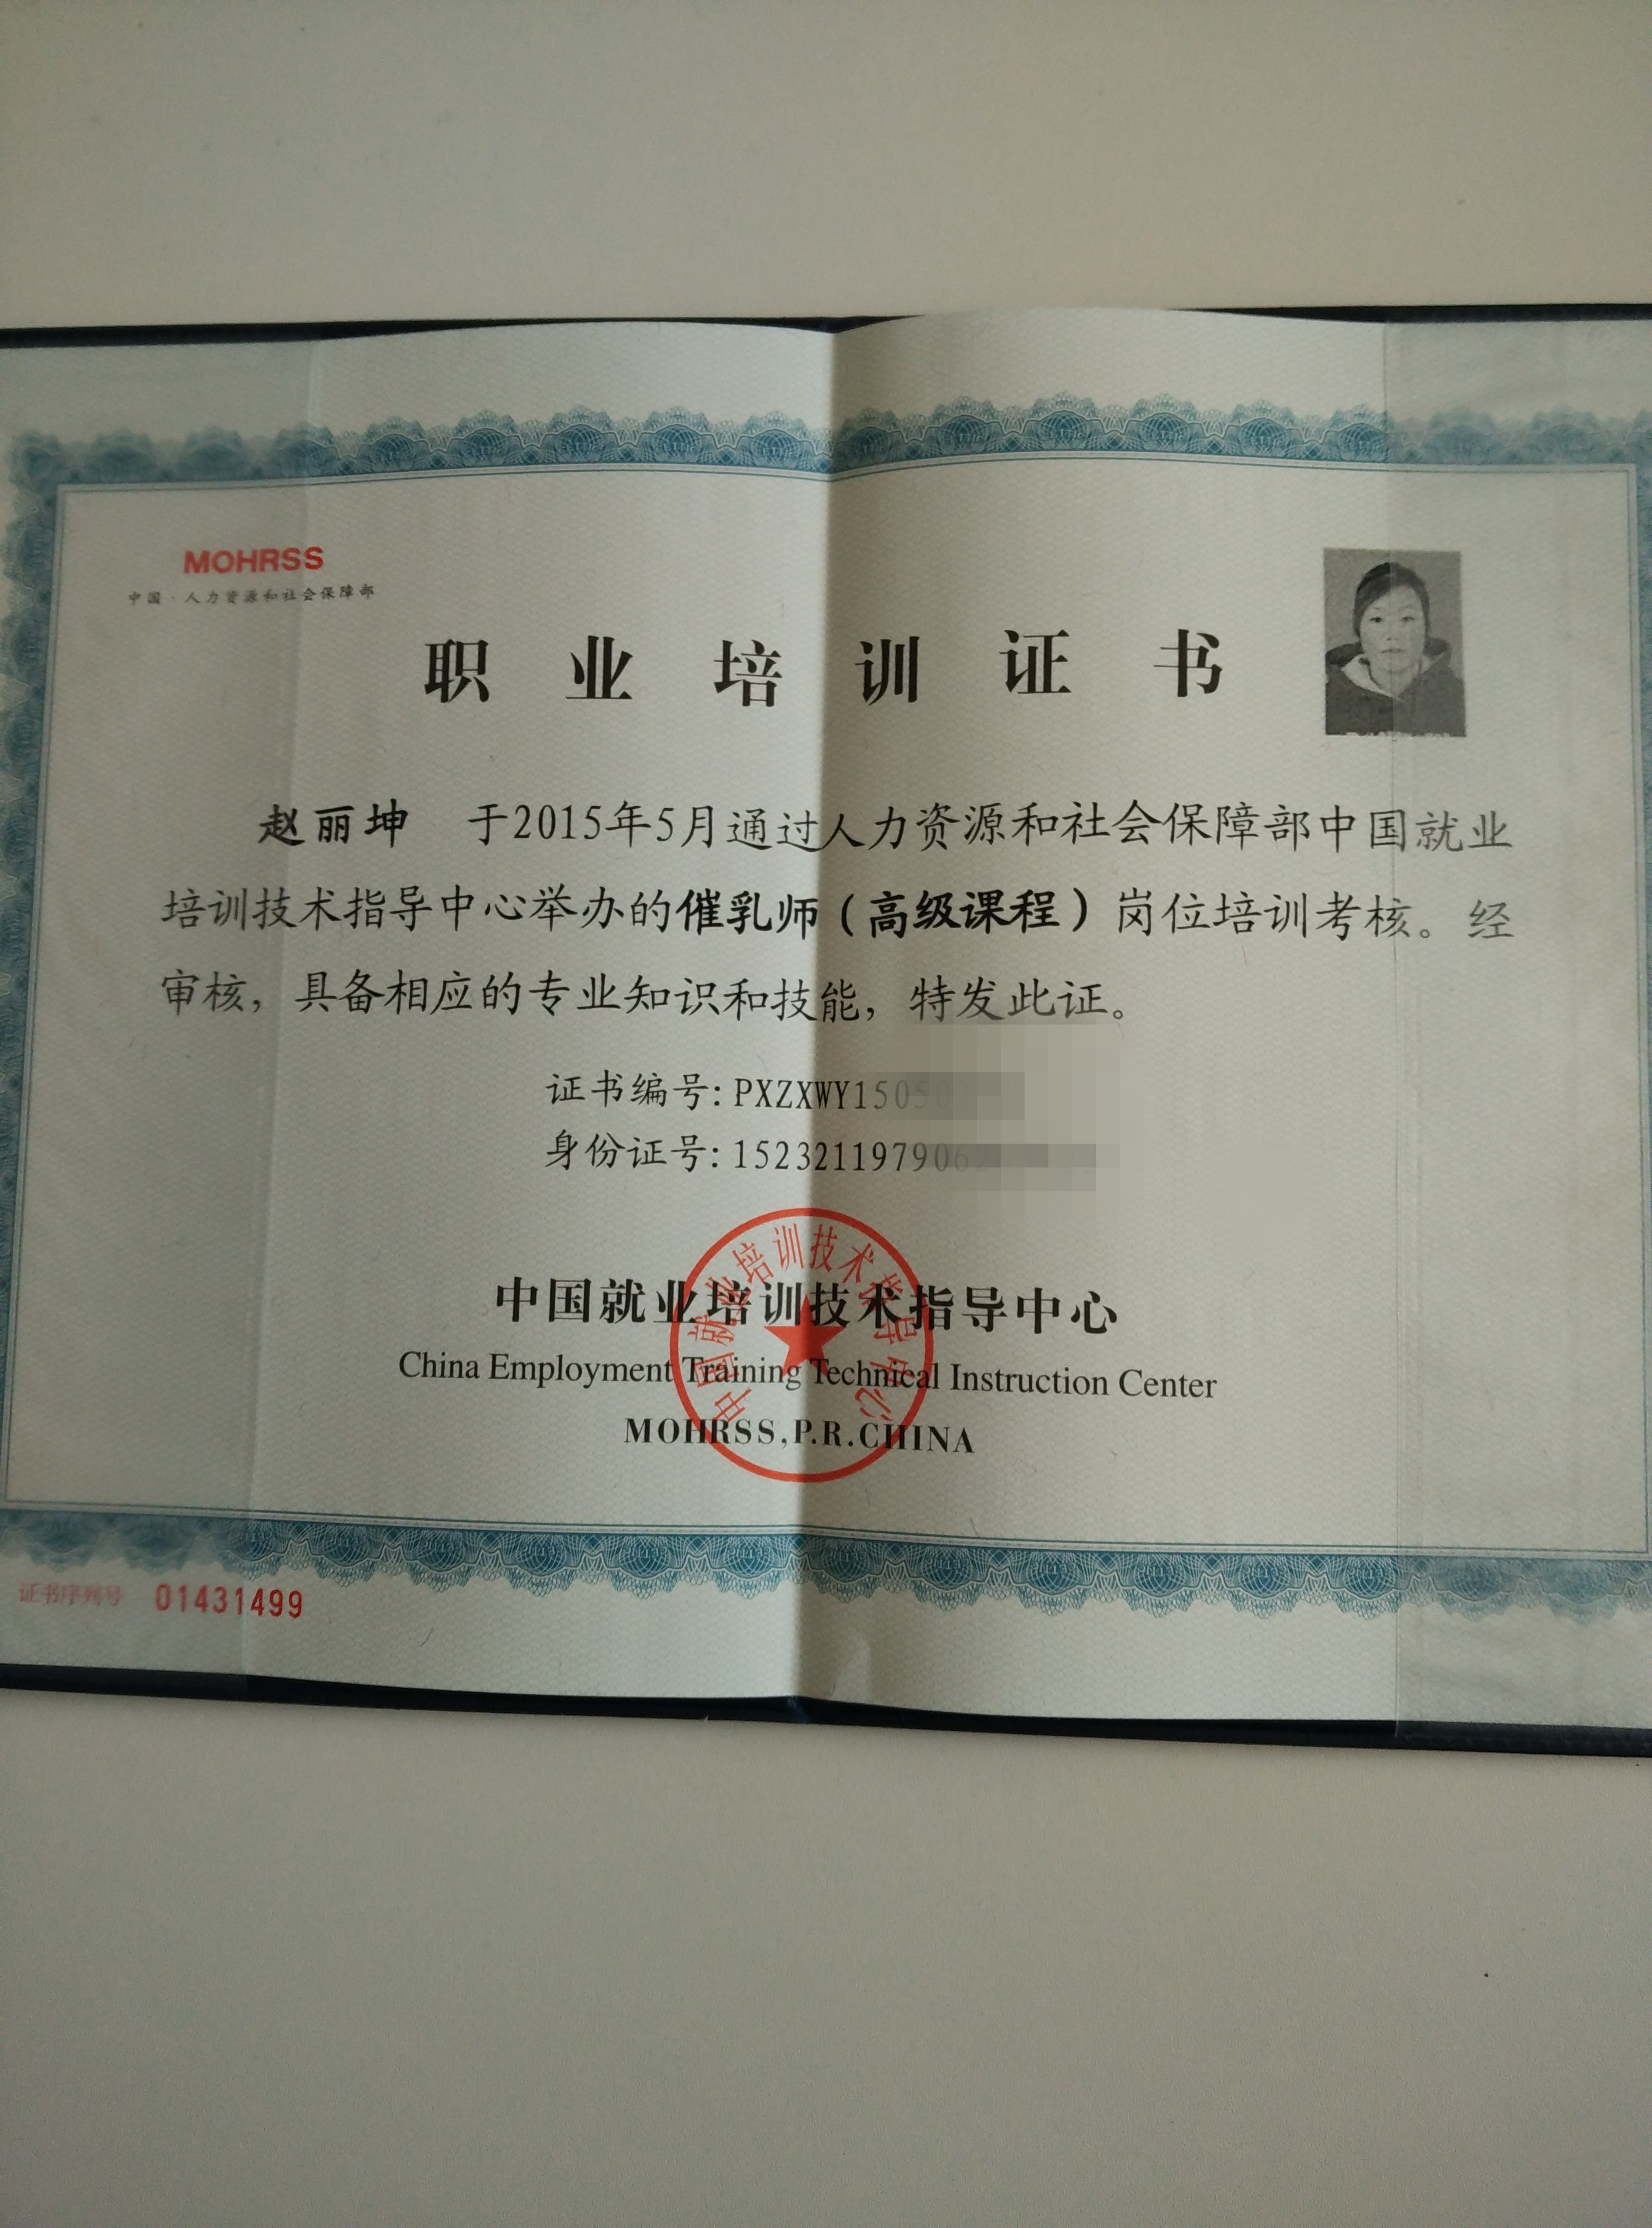 MOHRSS
中国·人力资源和社会保障部
职业培训证书
赵丽坤 于2015年5月通过人力资源和社会保障部中国就业
培训技术指导中心举办的催乳师(高级课程)岗位培训考核。经
审核,具备相应的专业知识和技能,特发此证。
证书编号:PXZXWY1505
身份证号:152321197906
中国就业培训技术指导中心
中国就业培训技术指导中心
China Employment Training Technical Instruction Center
MOHRSS,P.R.CHINA
证书序列号 01431499